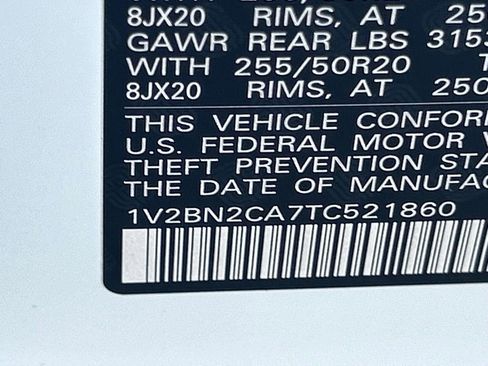 8JX20 RIMS, AT 25
GAWR REAR LBS 3153
WITH 255/50R20
8JX20 RIMS, AT 250
THIS VEHICLE CONFOR
U.S. FEDERAL MOTOR V
THEFT PREVENTION STA
THE DATE OF MANUFAC
1V2BN2CA7TC521860